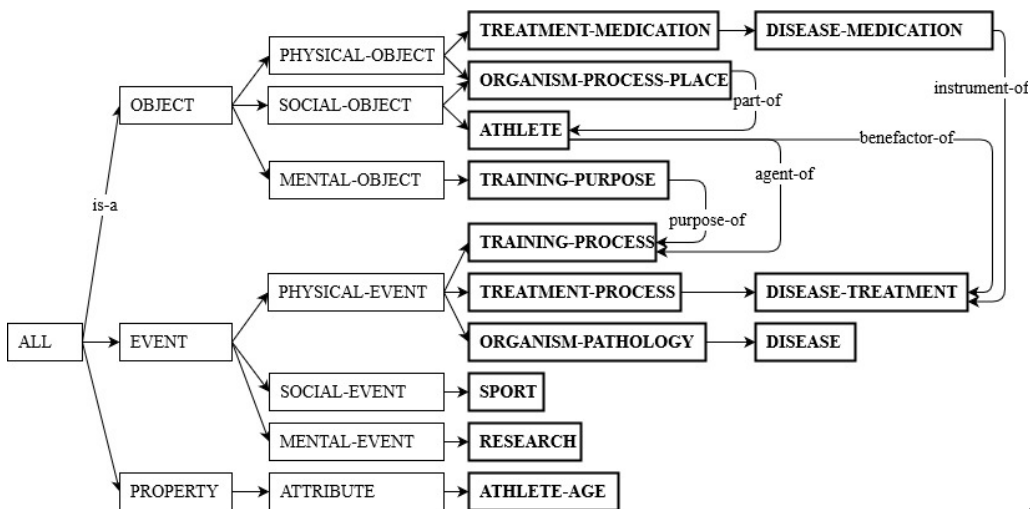 TREATMENT-MEDICATION
DISEASE-MEDICATION
PHYSICAL-OBJECT
ORGANISM-PROCESS-PLACE
instrument-of
OBJECT
SOCIAL-OBJECT
part-of
ATHLETE
benefactor-of
agent-of
MENTAL-OBJECT
TRAINING-PURPOSE
is-a
purpose-of
TRAINING-PROCESS
PHYSICAL-EVENT
TREATMENT-PROCESS
DISEASE-TREATMENT
ALL
EVENT
ORGANISM-PATHOLOGY
DISEASE
SOCIAL-EVENT
SPORT
MENTAL-EVENT
RESEARCH
PROPERTY
ATTRIBUTE
ATHLETE-AGE